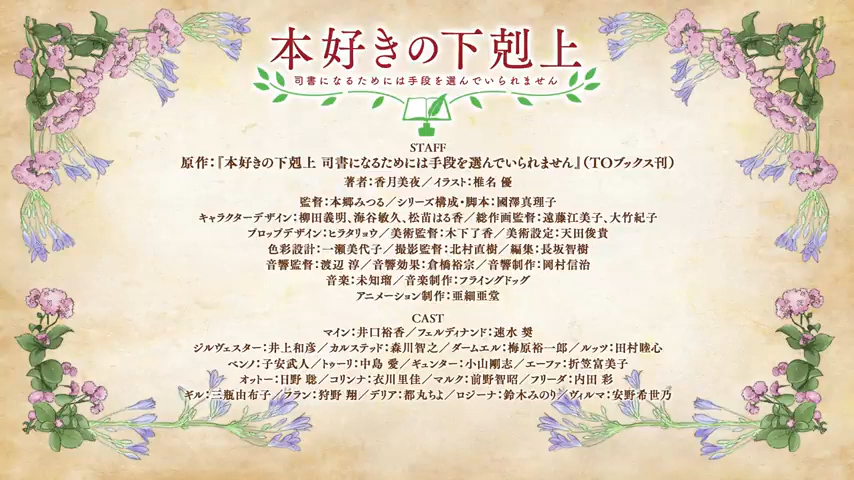 本好きの下剋上
司書になるためには手段を選んでいられません
STAFF
原作：『本好きの下剋上 司書になるためには手段を選んでいられません』（TOブックス刊）
著者：香月美夜／イラスト：椎名 優
監督：本郷みつる／シリーズ構成・脚本：國澤真理子
キャラクターデザイン：柳田義明、海谷敏久、松苗はる香／総作画監督：遠藤江美子、大竹紀子
プロップデザイン：ヒラタリョウ／美術監督：木下了香／美術設定：天田俊貴
色彩設計：一瀬美代子／撮影監督：北村直樹／編集：長坂智樹
音響監督：渡辺 淳／音響効果：倉橋裕宗／音響制作：岡村信治
音楽：未知瑠／音楽制作：フライングドッグ
アニメーション制作：亜細亜堂
CAST
マイン：井口裕香／フェルディナンド：速水 奨
ジルヴェスター：井上和彦／カルステッド：森川智之／ダームエル：梅原裕一郎／ルッツ：田村睦心
ベンノ：子安武人／トゥーリ：中島 愛／ギュンター：小山剛志／エーファ：折笠富美子
オットー：日野 聡／コリンナ：衣川里佳／マルク：前野智昭／フリーダ：内田 彩
ギル：三瓶由布子／フラン：狩野 翔／デリア：都丸ちよ／ロジーナ：鈴木みのり／ヴィルマ：安野希世乃